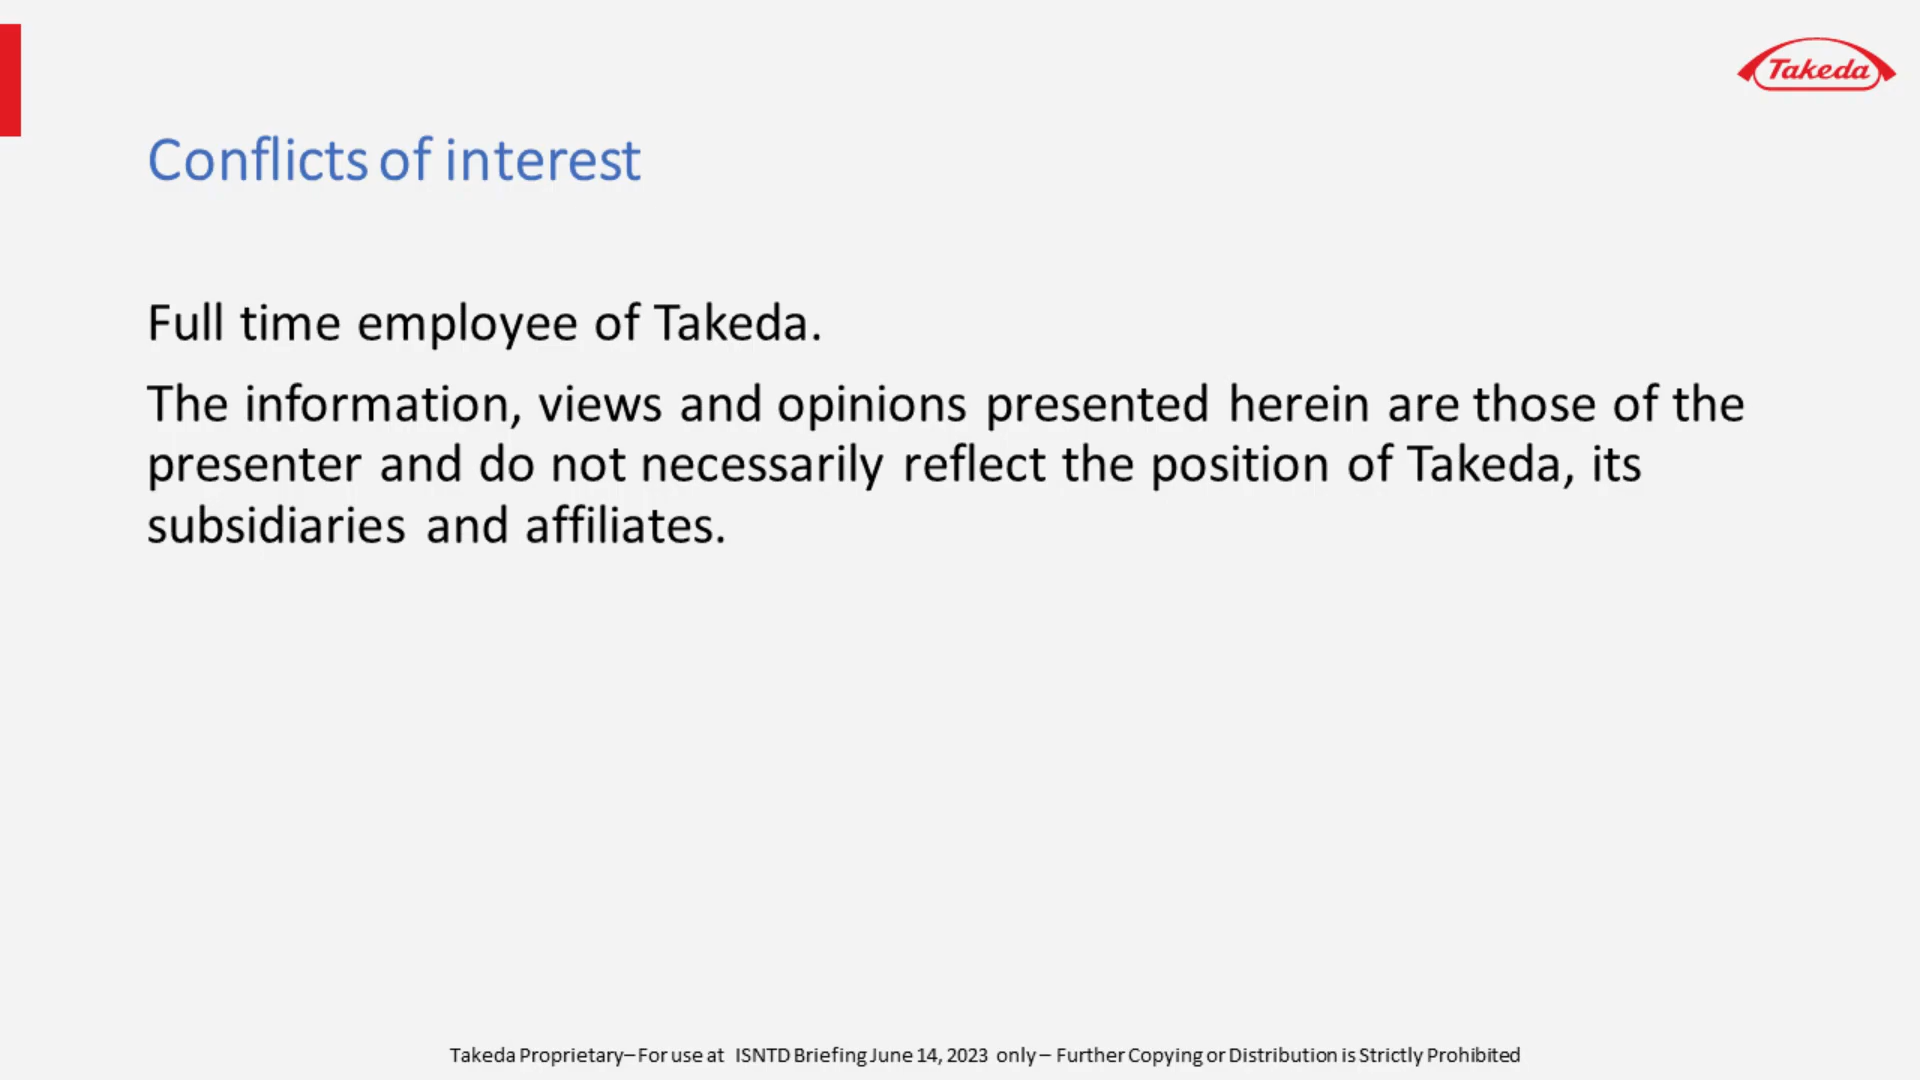 Takeda
Conflicts of interest
Full time employee of Takeda.
The information, views and opinions presented herein are those of the
presenter and do not necessarily reflect the position of Takeda, its
subsidiaries and affiliates.
Takeda Proprietary– For use at ISNTD Briefing June 14, 2023 only – Further Copying or Distribution is Strictly Prohibited